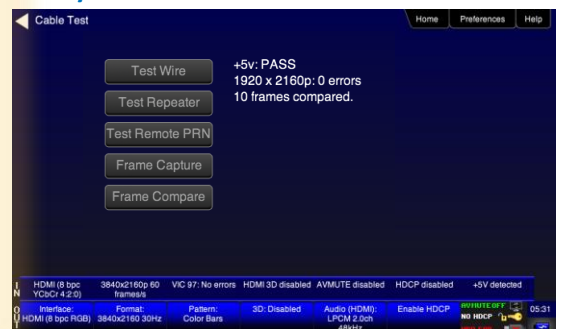 Cable Test
Home Preferences Help
Test Wire
Test Repeater
Test Remote PRN
Frame Capture
Frame Compare
+5v: PASS
1920 x 2160p: 0 errors
10 frames compared.
IN
HDMI (8 bpc YCbCr 4:2:0)
3840x2160p 60 frames/s
VIC 97: No errors
HDMI 3D disabled
AVMUTE disabled
HDCP disabled
+5V detected
Interface: HDMI (8 bpc RGB)
Format: 3840x2160 30Hz
Pattern: Color Bars
3D: Disabled
Audio (HDMI): LPCM 2.0ch 48kHz
Enable HDCP
AVMUTEOFF
NO HDCP
05:31